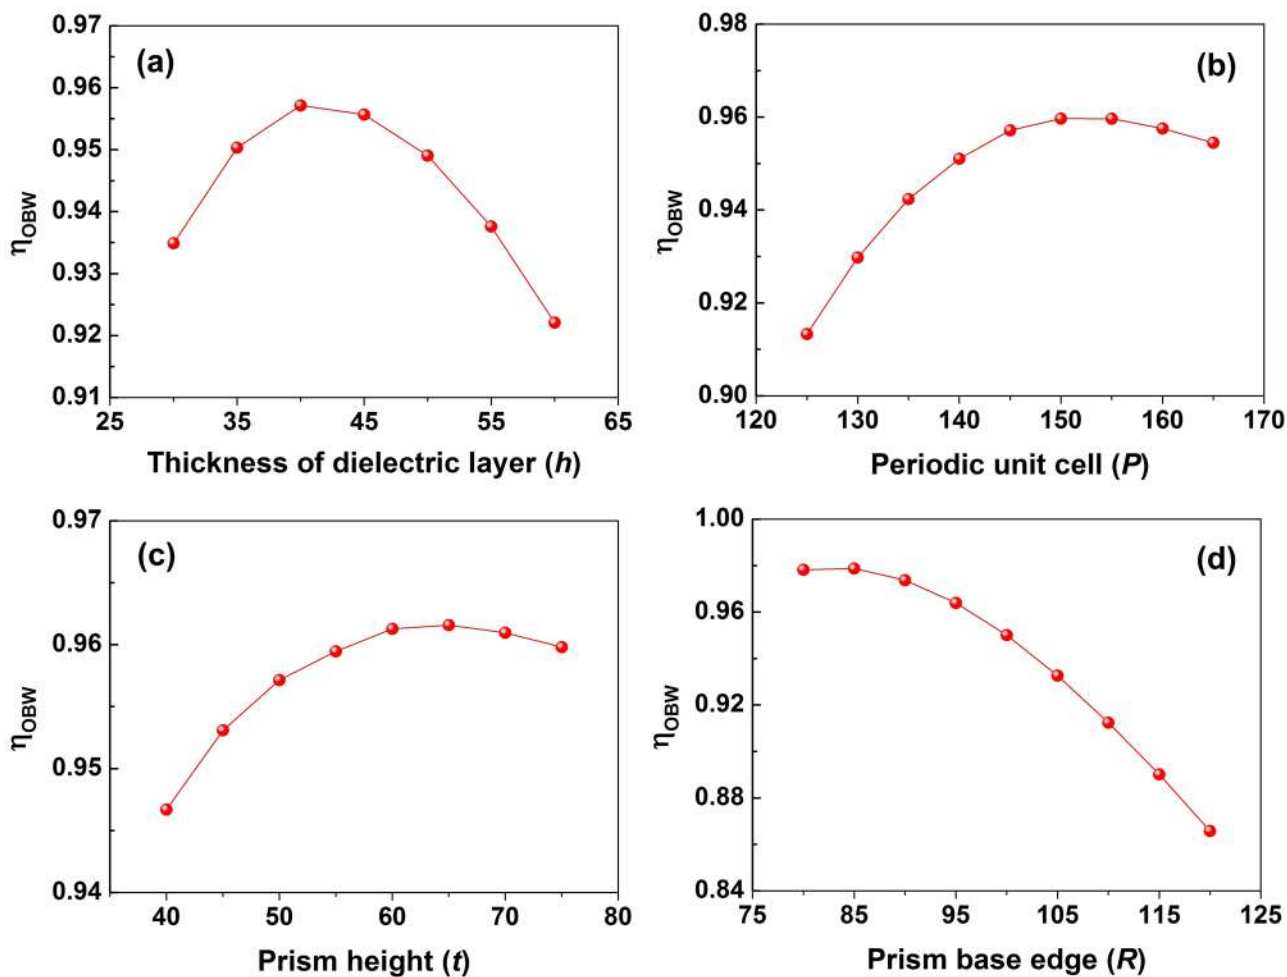 (a)
0.97
0.96
0.95
0.94
0.93
0.92
0.91
η_OBW
25 35 45 55 65
Thickness of dielectric layer (h)
(b)
0.98
0.96
0.94
0.92
0.90
η_OBW
120 130 140 150 160 170
Periodic unit cell (P)
(c)
0.97
0.96
0.95
0.94
η_OBW
40 50 60 70 80
Prism height (t)
(d)
1.00
0.96
0.92
0.88
0.84
η_OBW
75 85 95 105 115 125
Prism base edge (R)